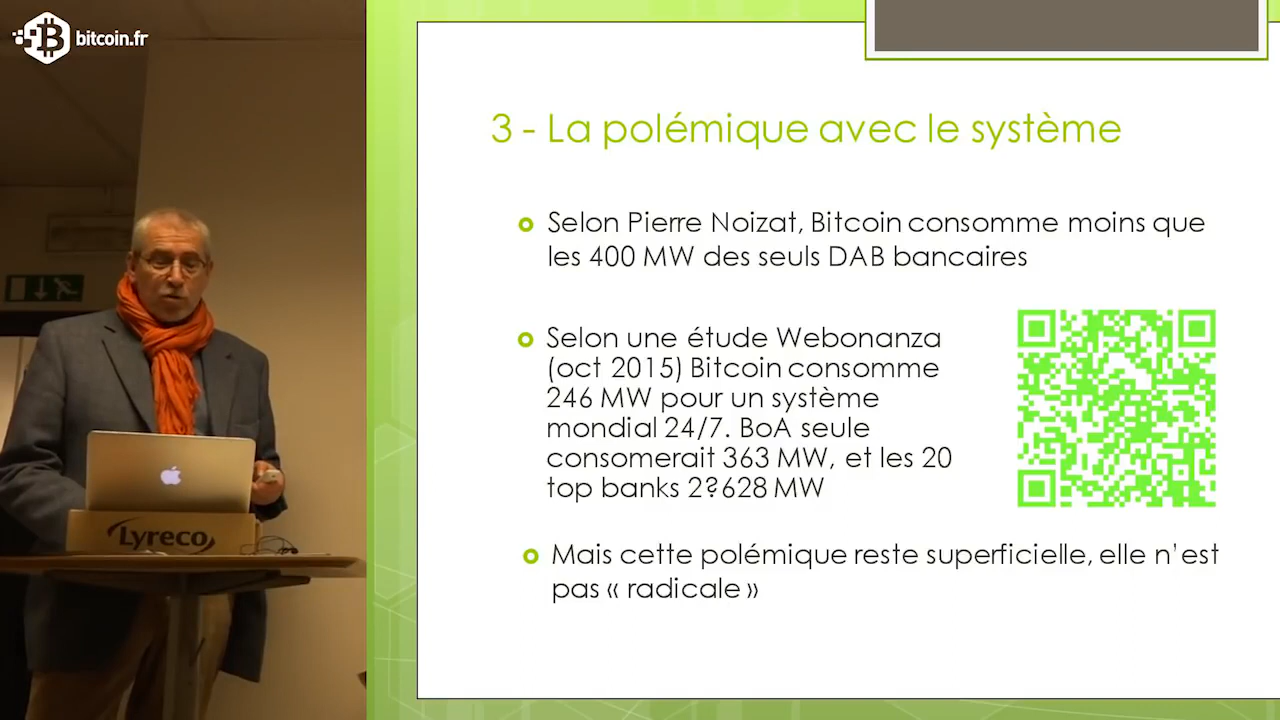 bitcoin.fr
3 - La polémique avec le système
Selon Pierre Noizat, Bitcoin consomme moins que
les 400 MW des seuls DAB bancaires
Selon une étude Webonanza
(oct 2015) Bitcoin consomme
246 MW pour un système
mondial 24/7. BoA seule
consomerait 363 MW, et les 20
top banks 2?628 MW
Mais cette polémique reste superficielle, elle n'est
pas « radicale »
Lyreco